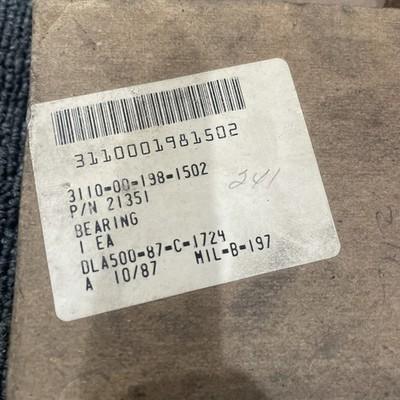 3110001981502
3110-00-198-1502
P/N 21351
BEARING
1 EA
DLA500-87-C-1724
A 10/87 MIL-B-197
241